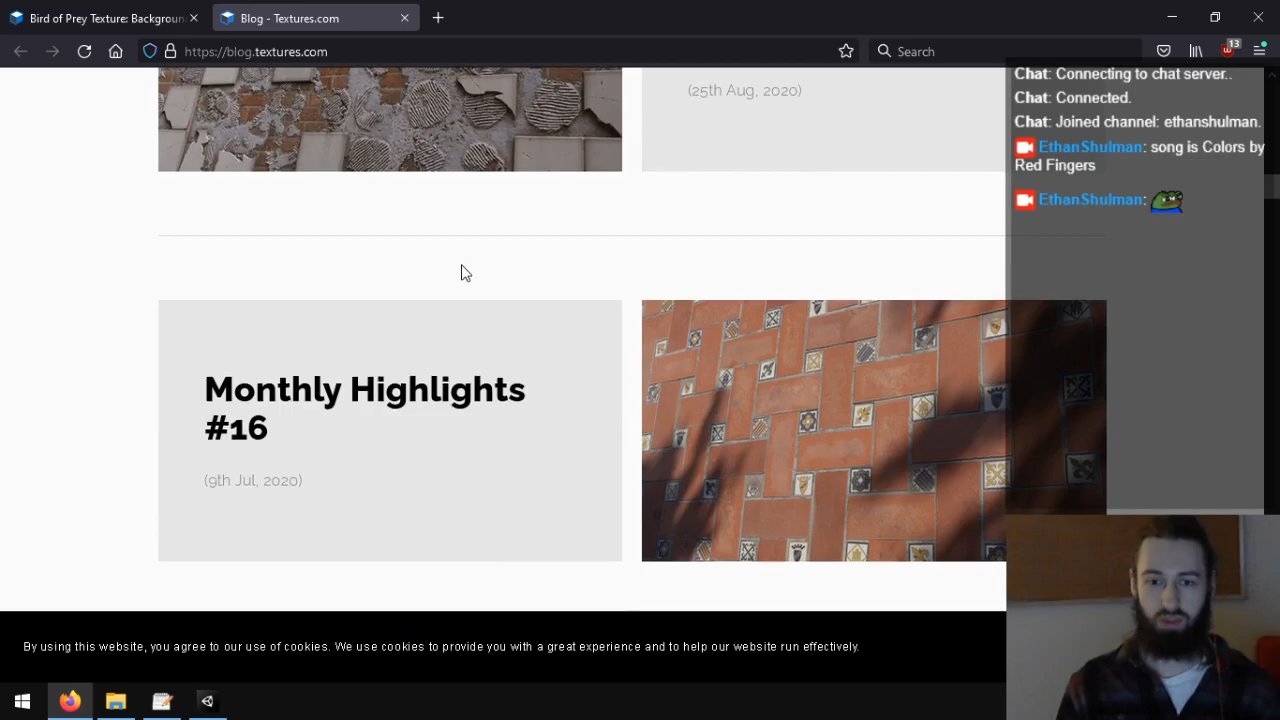 Bird of Prey Texture: Backgroun
Blog - Textures.com
https://blog.textures.com
Search
13
(25th Aug, 2020)
Chat: Connecting to chat server..
Chat: Connected.
Chat: Joined channel: ethanshulman.
EthanShulman: song is Colors by
Red Fingers
EthanShulman:
Monthly Highlights
#16
(9th Jul, 2020)
By using this website, you agree to our use of cookies. We use cookies to provide you with a great experience and to help our website run effectively.